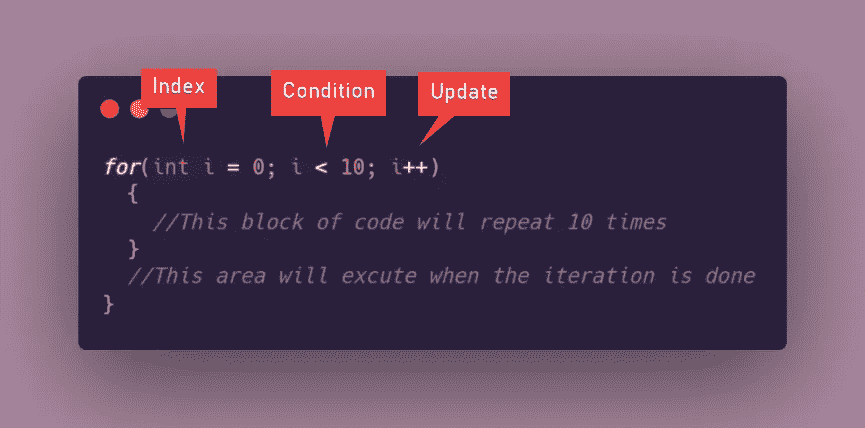 Index
Condition
Update
for(int i = 0; i < 10; i++)
{
//This block of code will repeat 10 times
}
//This area will excute when the iteration is done
}